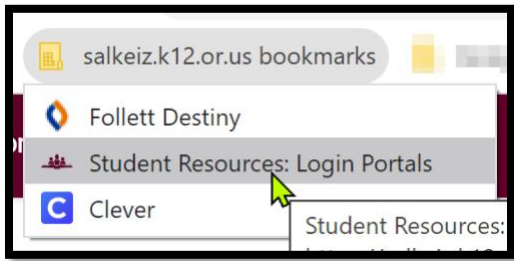 salkeiz.k12.or.us bookmarks
Follett Destiny
Student Resources: Login Portals
C Clever
Student Resources: